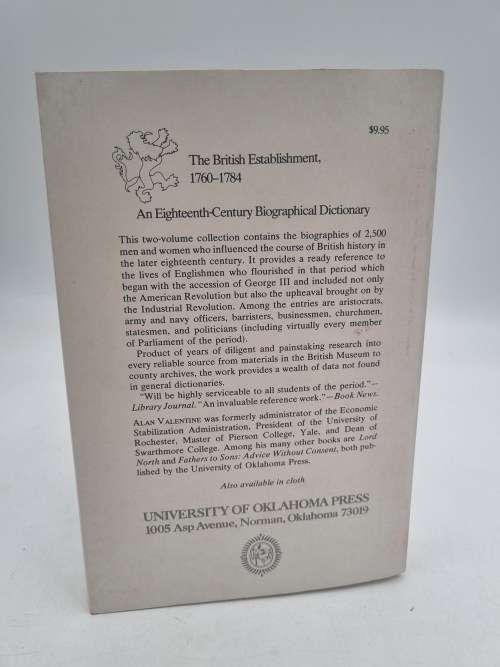 $9.95
The British Establishment,
1760–1784
An Eighteenth-Century Biographical Dictionary
This two-volume collection contains the biographies of 2,500
men and women who influenced the course of British history in
the later eighteenth century. It provides a ready reference to
the lives of Englishmen who flourished in that period which
began with the accession of George III and included not only
the American Revolution but also the upheaval brought on by
the Industrial Revolution. Among the entries are aristocrats,
army and navy officers, barristers, businessmen, churchmen,
statesmen, and politicians (including virtually every member
of Parliament of the period).
Product of years of diligent and painstaking research into
every reliable source from materials in the British Museum to
county archives, the work provides a wealth of data not found
in general dictionaries.
"Will be highly serviceable to all students of the period."—
Library Journal. "An invaluable reference work."—Book News.
ALAN VALENTINE was formerly administrator of the Economic
Stabilization Administration, President of the University of
Rochester, Master of Pierson College, Yale, and Dean of
Swarthmore College. Among his many other books are Lord
North and Fathers to Sons: Advice Without Consent, both pub-
lished by the University of Oklahoma Press.
Also available in cloth
UNIVERSITY OF OKLAHOMA PRESS
1005 Asp Avenue, Norman, Oklahoma 73019